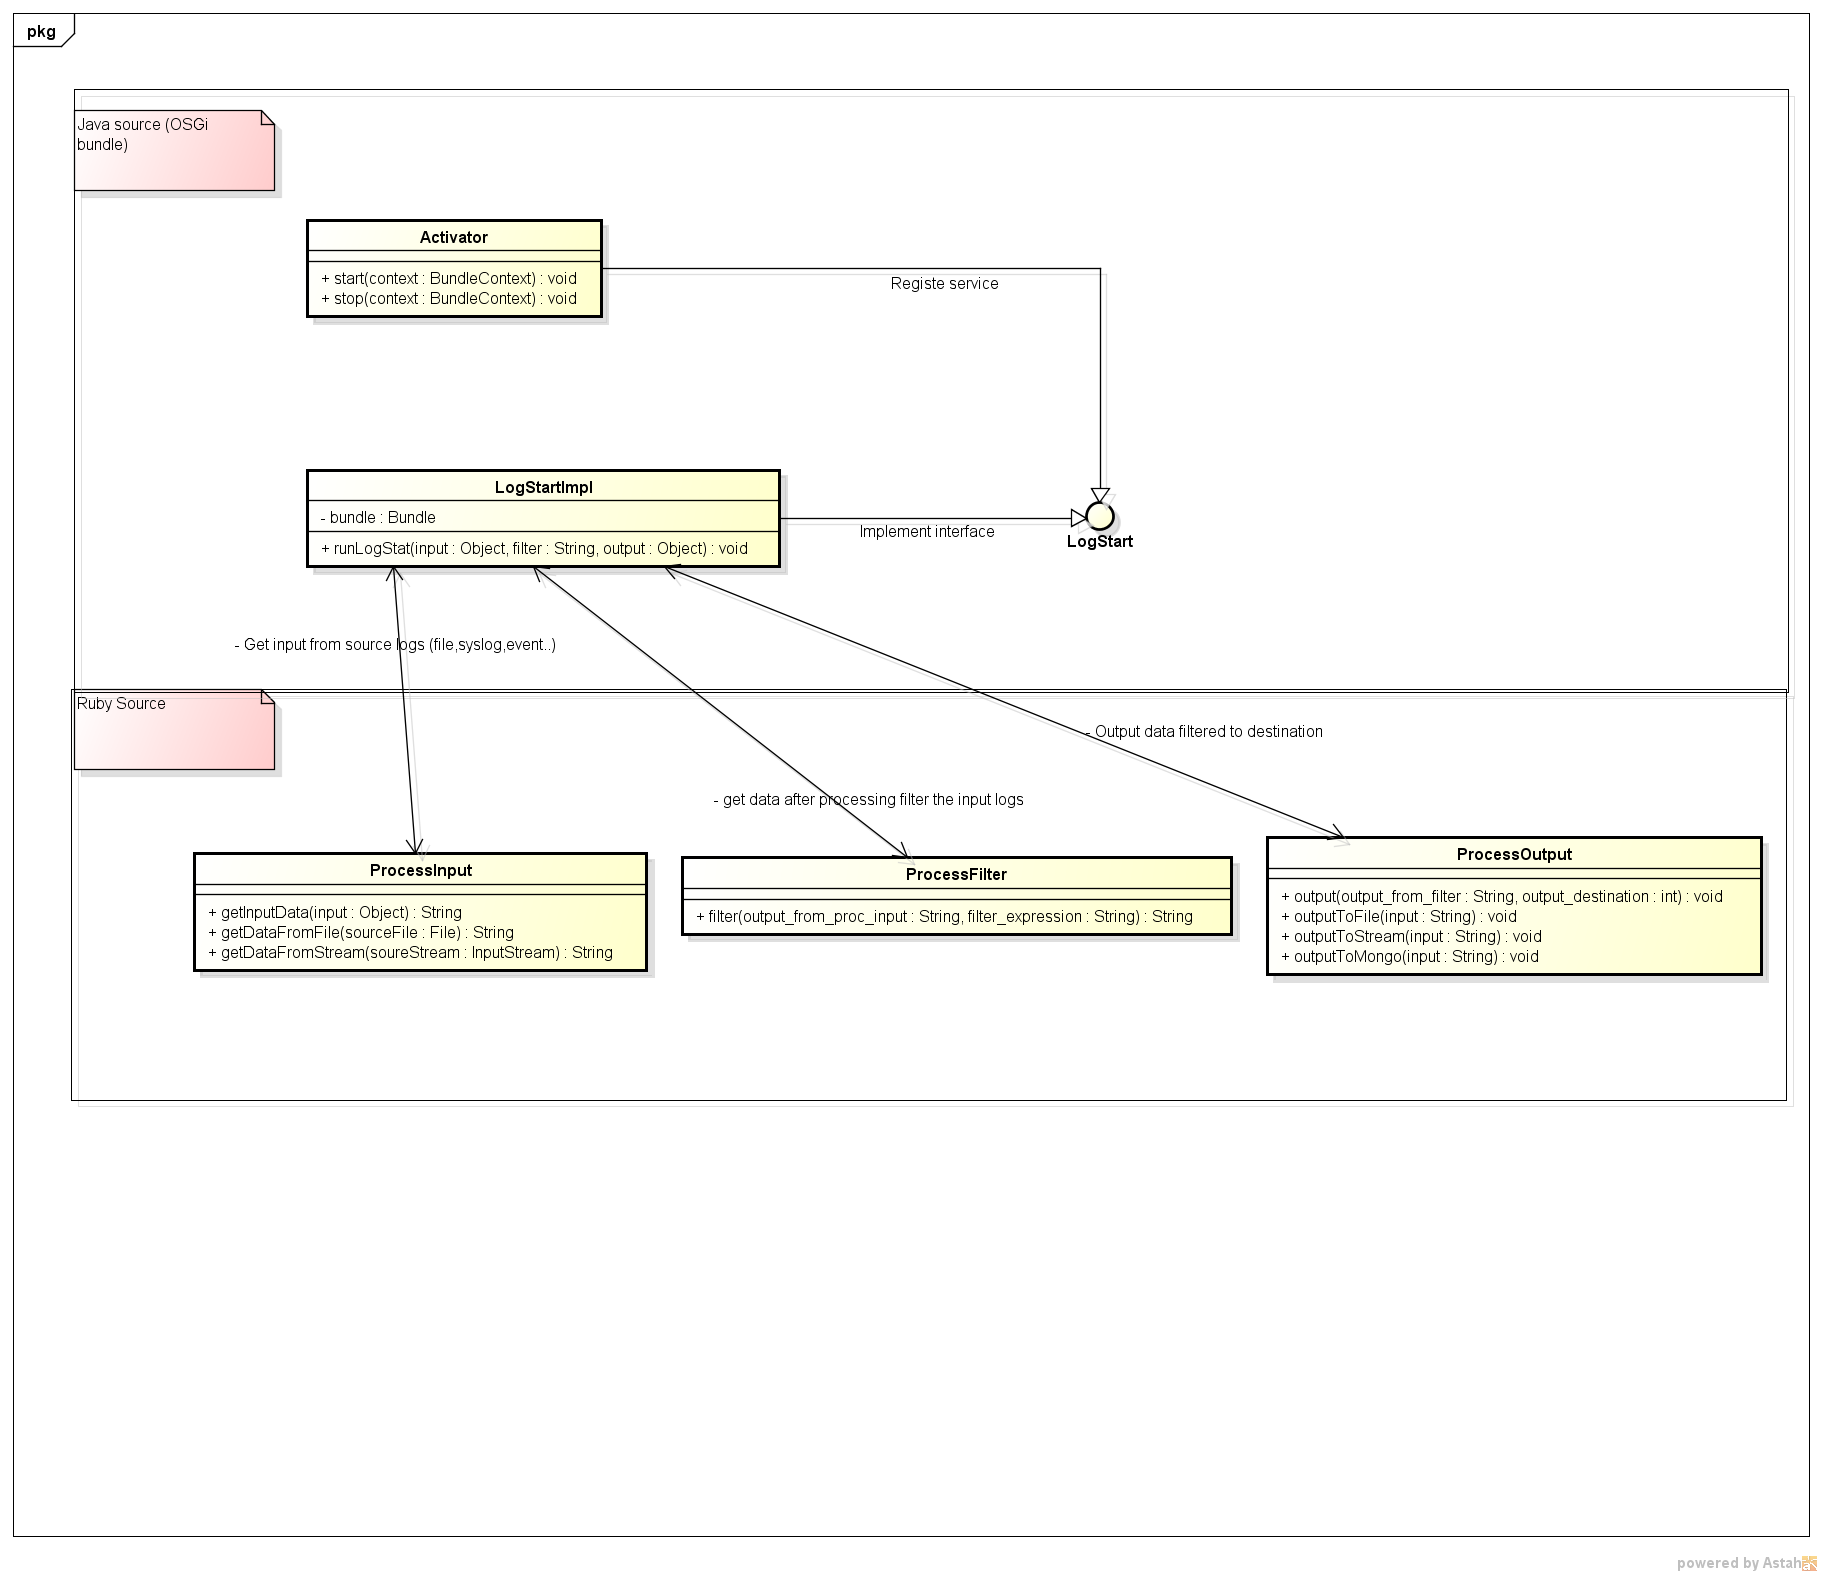 pkg
Java source (OSGi
bundle)
Activator
+ start(context : BundleContext) : void
+ stop(context : BundleContext) : void
Registe service
LogStartImpl
- bundle : Bundle
+ runLogStat(input : Object, filter : String, output : Object) : void
Implement interface
LogStart
- Get input from source logs (file,syslog,event..)
Ruby Source
- Output data filtered to destination
- get data after processing filter the input logs
ProcessInput
+ getInputData(input : Object) : String
+ getDataFromFile(sourceFile : File) : String
+ getDataFromStream(soureStream : InputStream) : String
ProcessFilter
+ filter(output_from_proc_input : String, filter_expression : String) : String
ProcessOutput
+ output(output_from_filter : String, output_destination : int) : void
+ outputToFile(input : String) : void
+ outputToStream(input : String) : void
+ outputToMongo(input : String) : void
powered by Astah